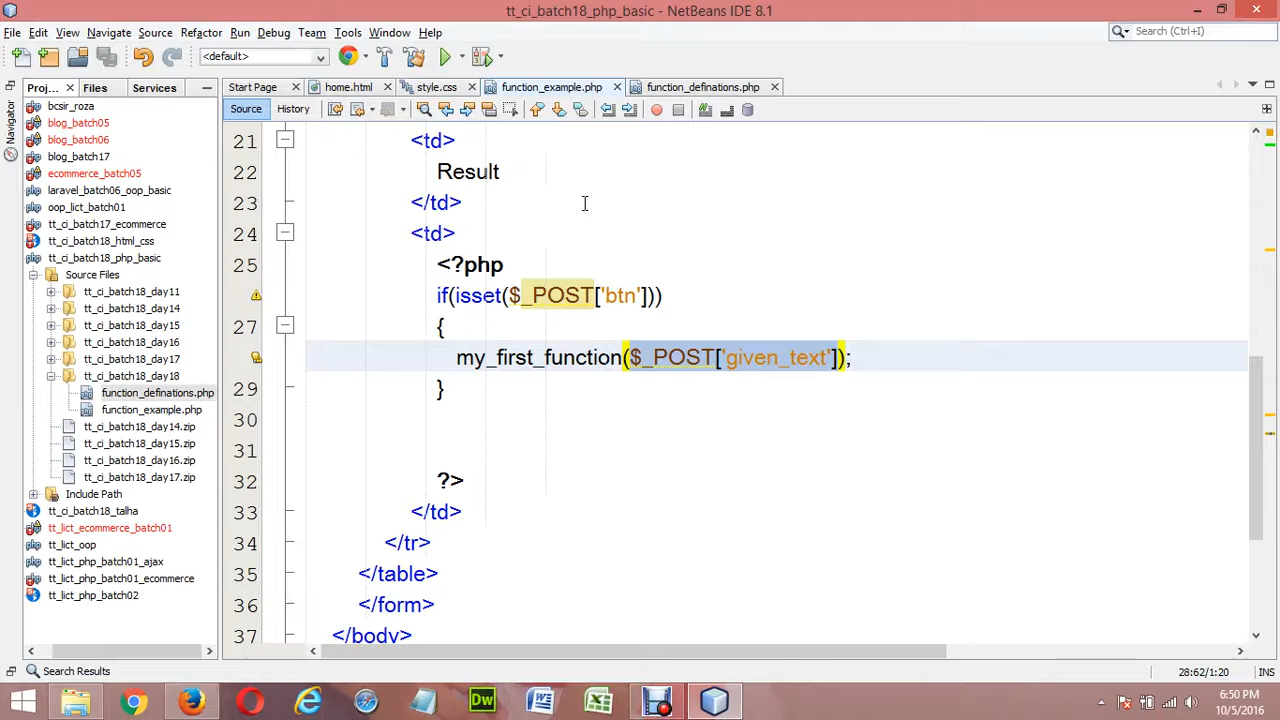 tt_ci_batch18_php_basic - NetBeans IDE 8.1
File Edit View Navigate Source Refactor Run Debug Team Tools Window Help
Search (Ctrl+I)
<default>
Proj... Files Services
Start Page home.html style.css function_example.php function_definations.php
Source History
Navigator
bcsir_roza
blog_batch05
blog_batch06
blog_batch17
ecommerce_batch05
laravel_batch06_oop_basic
oop_lict_batch01
tt_ci_batch17_ecommerce
tt_ci_batch18_html_css
tt_ci_batch18_php_basic
Source Files
tt_ci_batch18_day11
tt_ci_batch18_day14
tt_ci_batch18_day15
tt_ci_batch18_day16
tt_ci_batch18_day17
tt_ci_batch18_day18
function_definations.php
function_example.php
tt_ci_batch18_day14.zip
tt_ci_batch18_day15.zip
tt_ci_batch18_day16.zip
tt_ci_batch18_day17.zip
Include Path
tt_ci_batch18_talha
tt_lict_ecommerce_batch01
tt_lict_oop
tt_lict_php_batch01_ajax
tt_lict_php_batch01_ecommerce
tt_lict_php_batch02
21 <td>
22 Result
23 </td>
24 <td>
25 <?php
if(isset($_POST['btn']))
27 {
my_first_function($_POST['given_text']);
29 }
30
31
32 ?>
33 </td>
34 </tr>
35 </table>
36 </form>
37 </body>
Search Results
28:62/1:20
INS
Dw
6:50 PM
10/5/2016